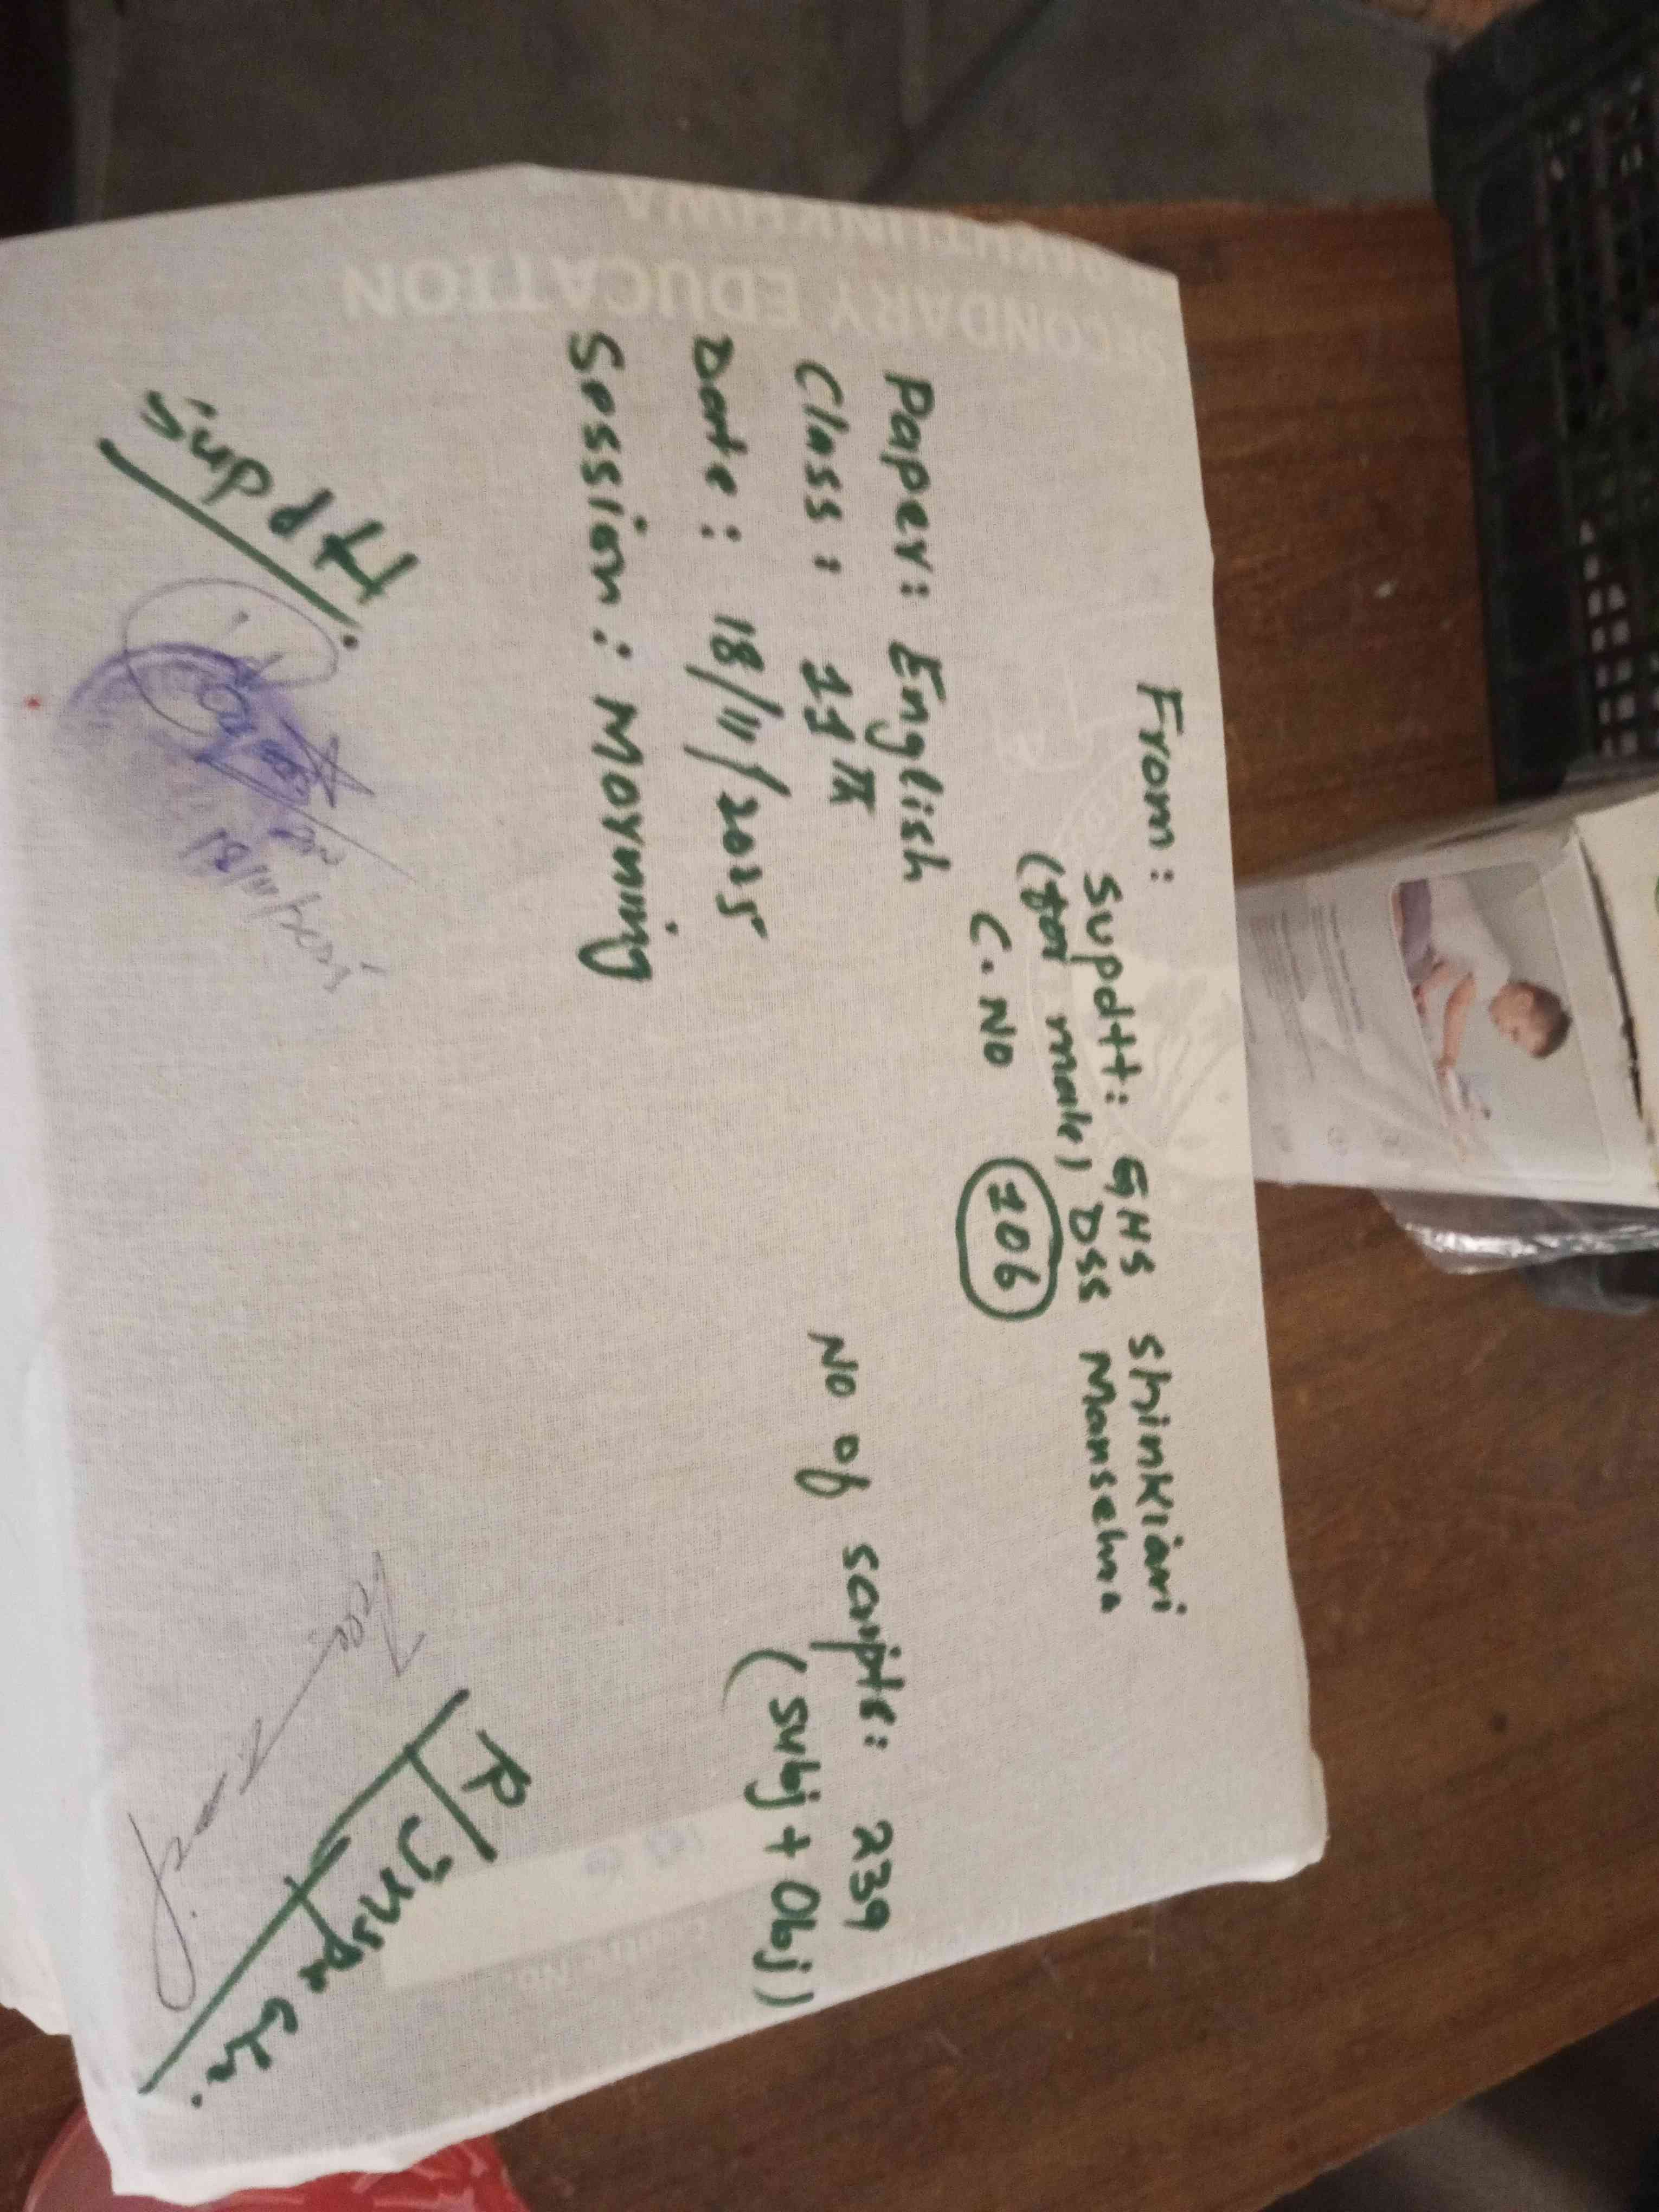 From:
Supdtt: GHS Shinkiari
(for male) DSS Mansehra
C. No 206
Paper: English
Class: 11th
No of scripts: 239
(Subj + Obj)
Date: 18/11/2025
Session: Morning
Supdtt
R/Inspector
SECONDARY EDUCATION